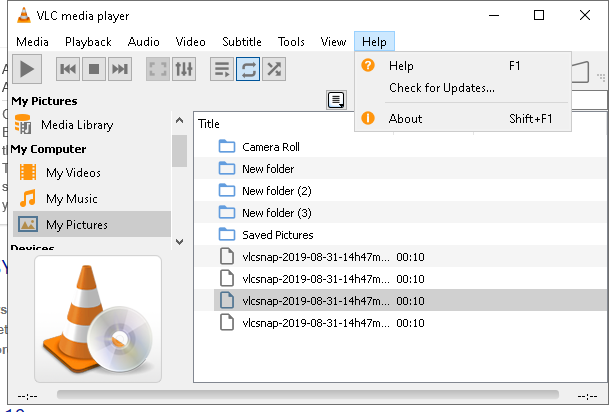 VLC media player
Media Playback Audio Video Subtitle Tools View Help
Help F1
Check for Updates...
About Shift+F1
My Pictures
Media Library
My Computer
My Videos
My Music
My Pictures
Devices
Title
Camera Roll
New folder
New folder (2)
New folder (3)
Saved Pictures
vlcsnap-2019-08-31-14h47m... 00:10
vlcsnap-2019-08-31-14h47m... 00:10
vlcsnap-2019-08-31-14h47m... 00:10
vlcsnap-2019-08-31-14h47m... 00:10
--:-- --:--